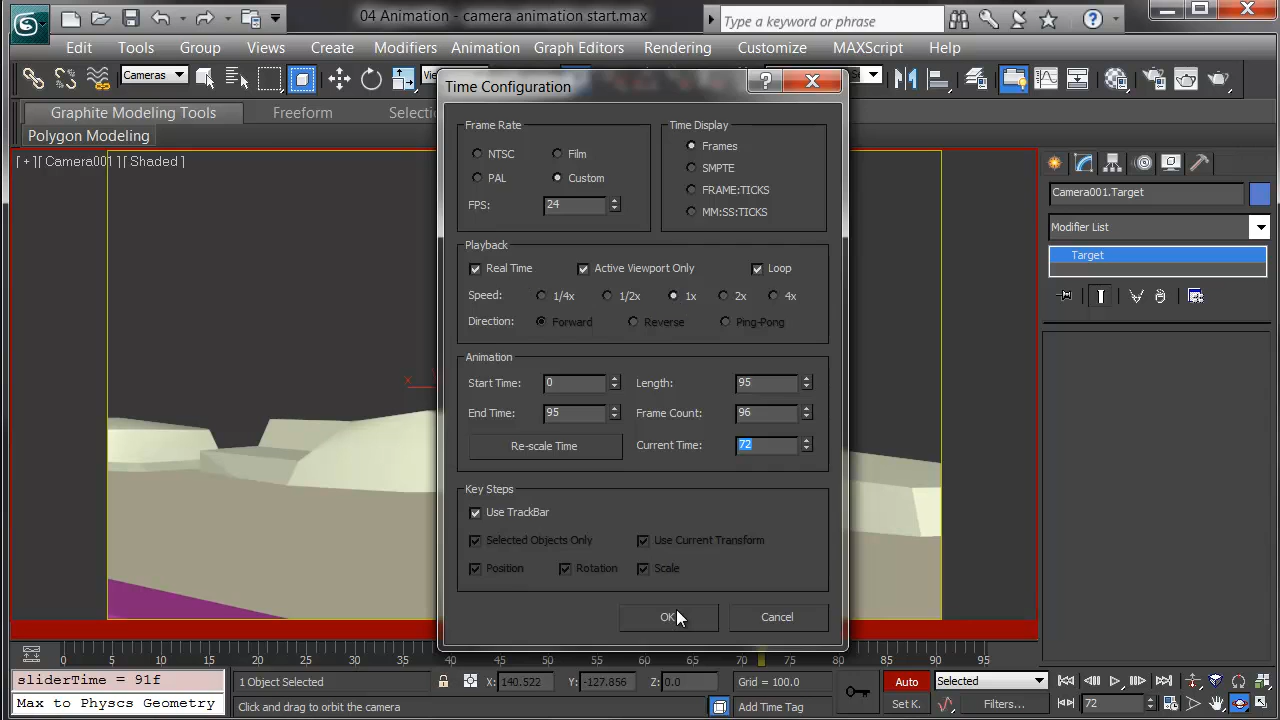 04 Animation - camera animation start.max
Type a keyword or phrase
Edit Tools Group Views Create Modifiers Animation Graph Editors Rendering Customize MAXScript Help
Cameras
Graphite Modeling Tools Freeform
Polygon Modeling
[ + ] [ Camera001 ] [ Shaded ]
Time Configuration
Frame Rate
NTSC Film
PAL Custom
FPS: 24
Time Display
Frames
SMPTE
FRAME:TICKS
MM:SS:TICKS
Playback
Real Time Active Viewport Only Loop
Speed: 1/4x 1/2x 1x 2x 4x
Direction: Forward Reverse Ping-Pong
Animation
Start Time: 0 Length: 95
End Time: 95 Frame Count: 96
Re-scale Time Current Time: 72
Key Steps
Use TrackBar
Selected Objects Only Use Current Transform
Position Rotation Scale
OK Cancel
Camera001.Target
Modifier List
Target
0 5 10 15 20 25 30 35 40 45 50 55 60 65 70 75 80 85 90 95
sliderTime = 91f
Max to Physcs Geometry
1 Object Selected X: 140.522 Y: -127.856 Z: 0.0 Grid = 100.0
Click and drag to orbit the camera Add Time Tag
Auto Selected
Set K. Filters... 72